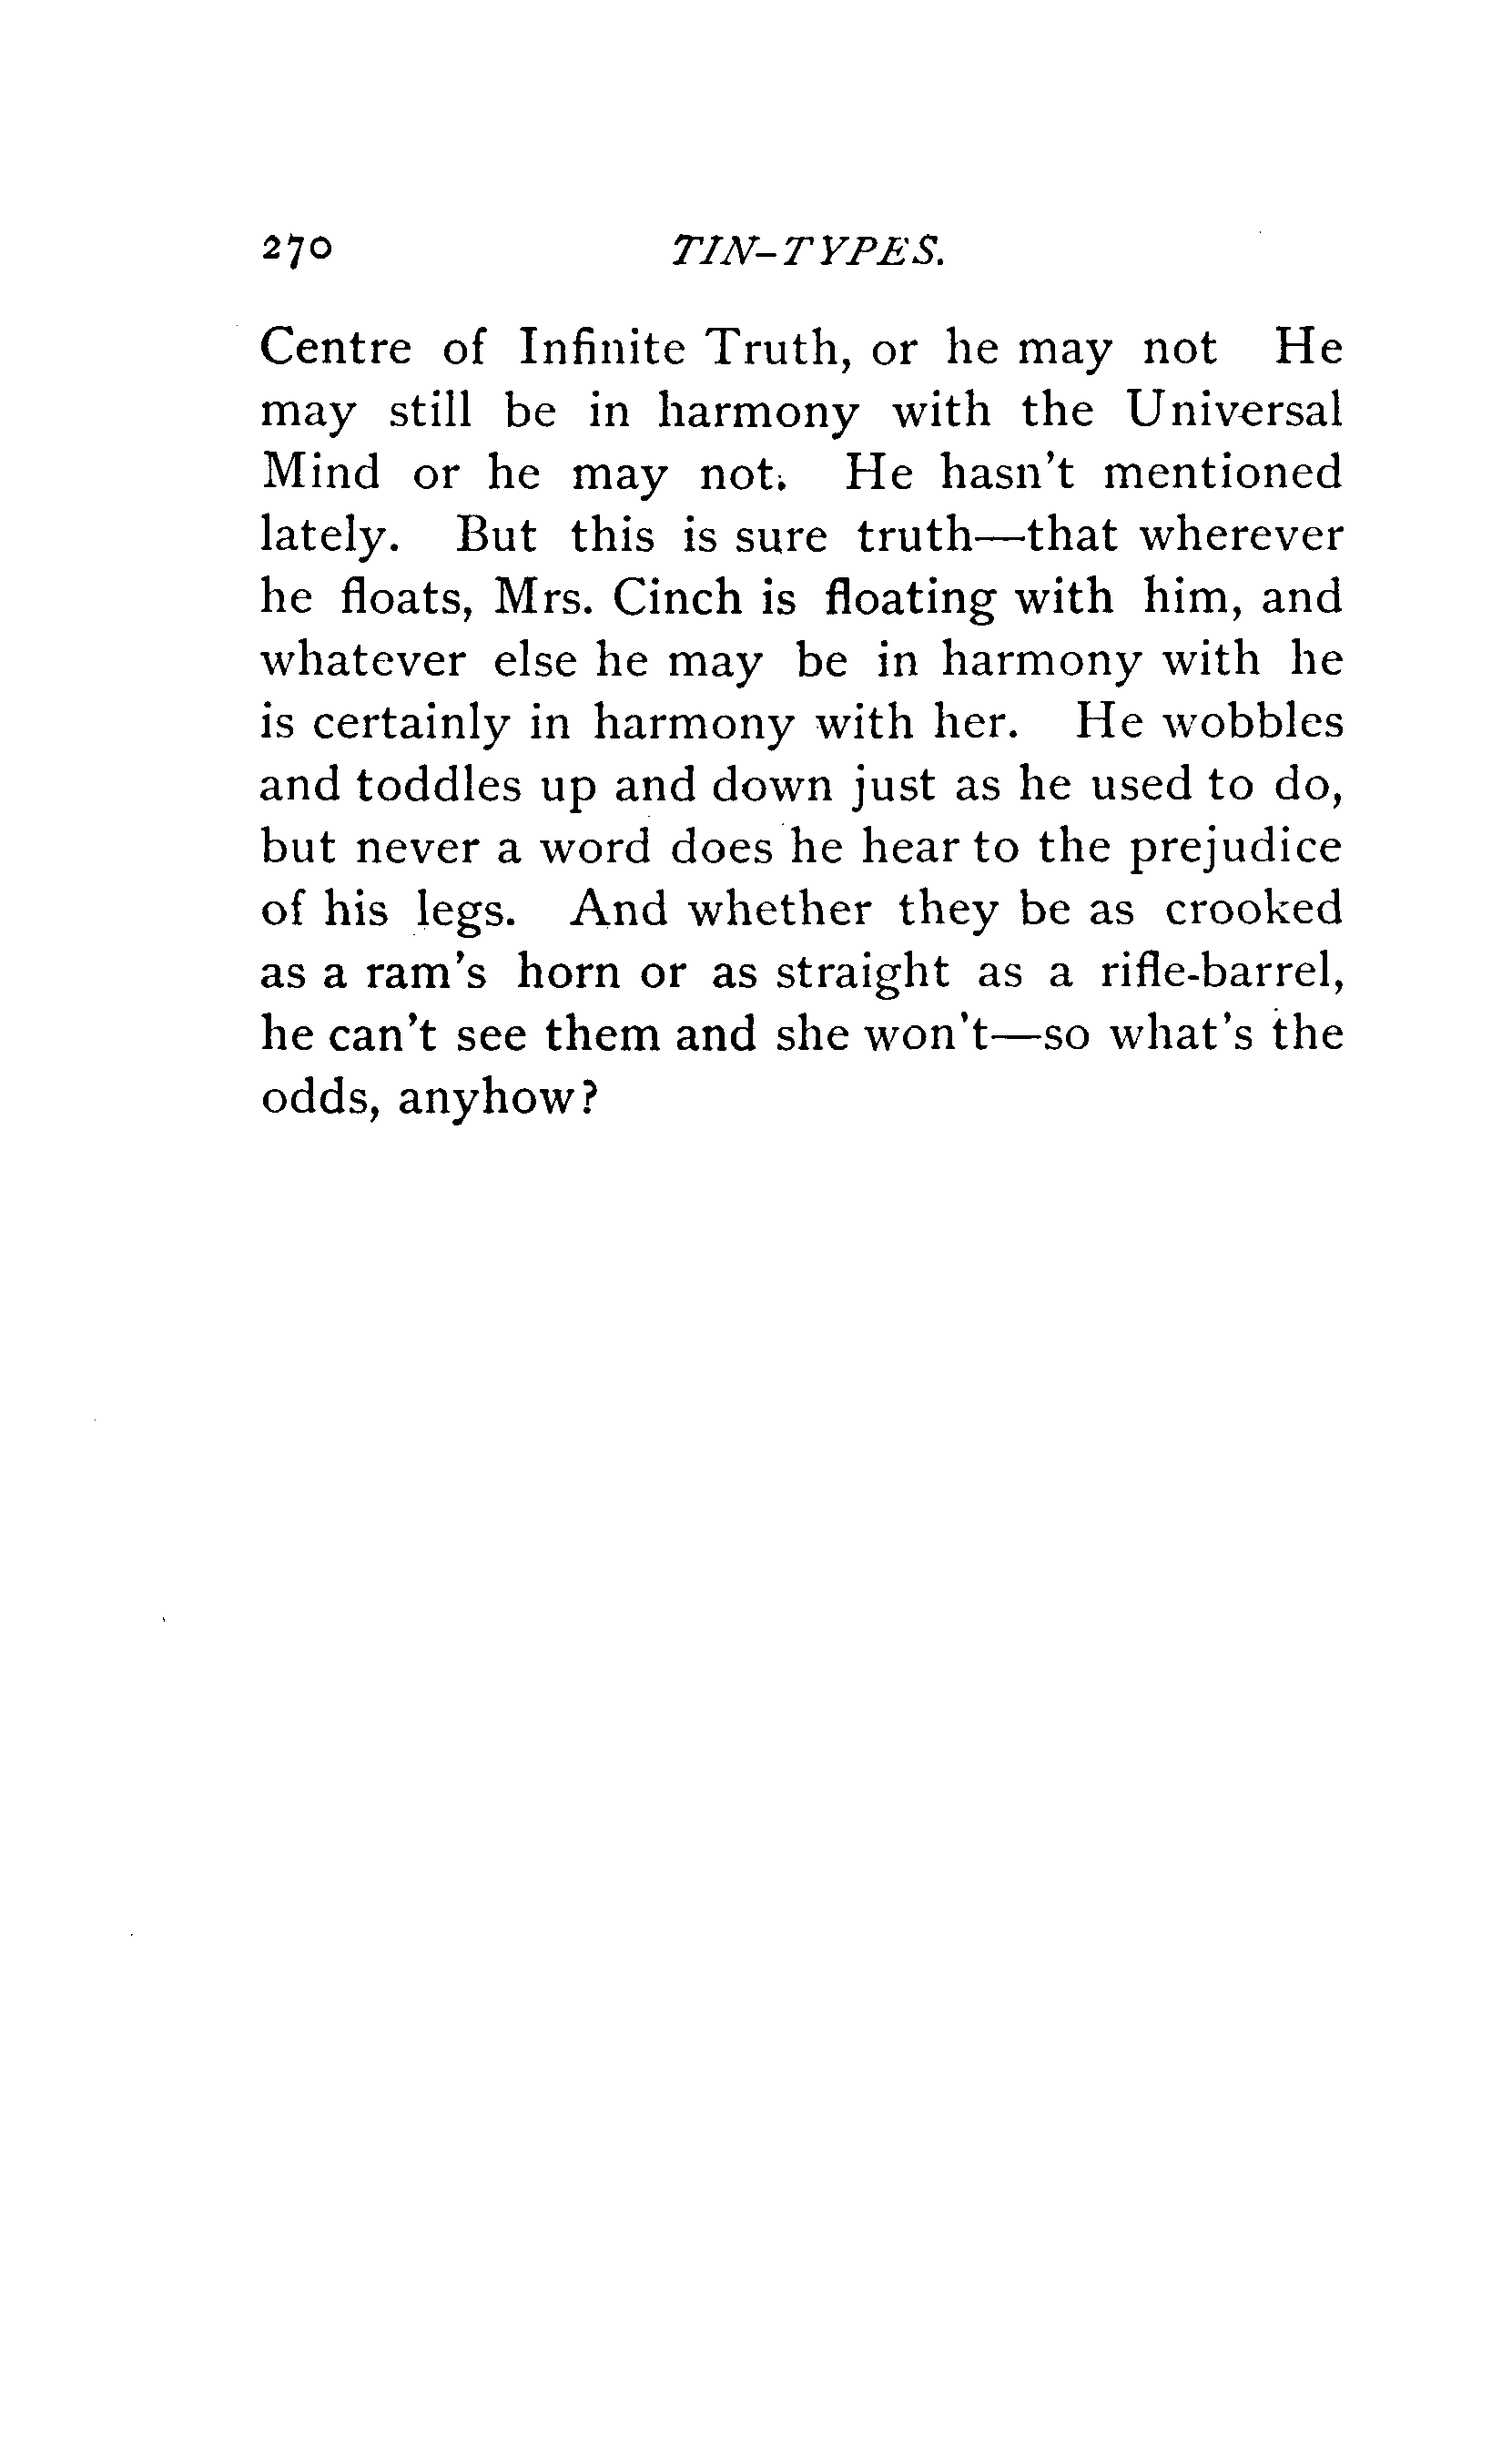 270 TIN-TYPES.
Centre of Infinite Truth, or he may not He
may still be in harmony with the Universal
Mind or he may not. He hasn't mentioned
lately. But this is sure truth—that wherever
he floats, Mrs. Cinch is floating with him, and
whatever else he may be in harmony with he
is certainly in harmony with her. He wobbles
and toddles up and down just as he used to do,
but never a word does he hear to the prejudice
of his legs. And whether they be as crooked
as a ram's horn or as straight as a rifle-barrel,
he can't see them and she won't—so what's the
odds, anyhow?